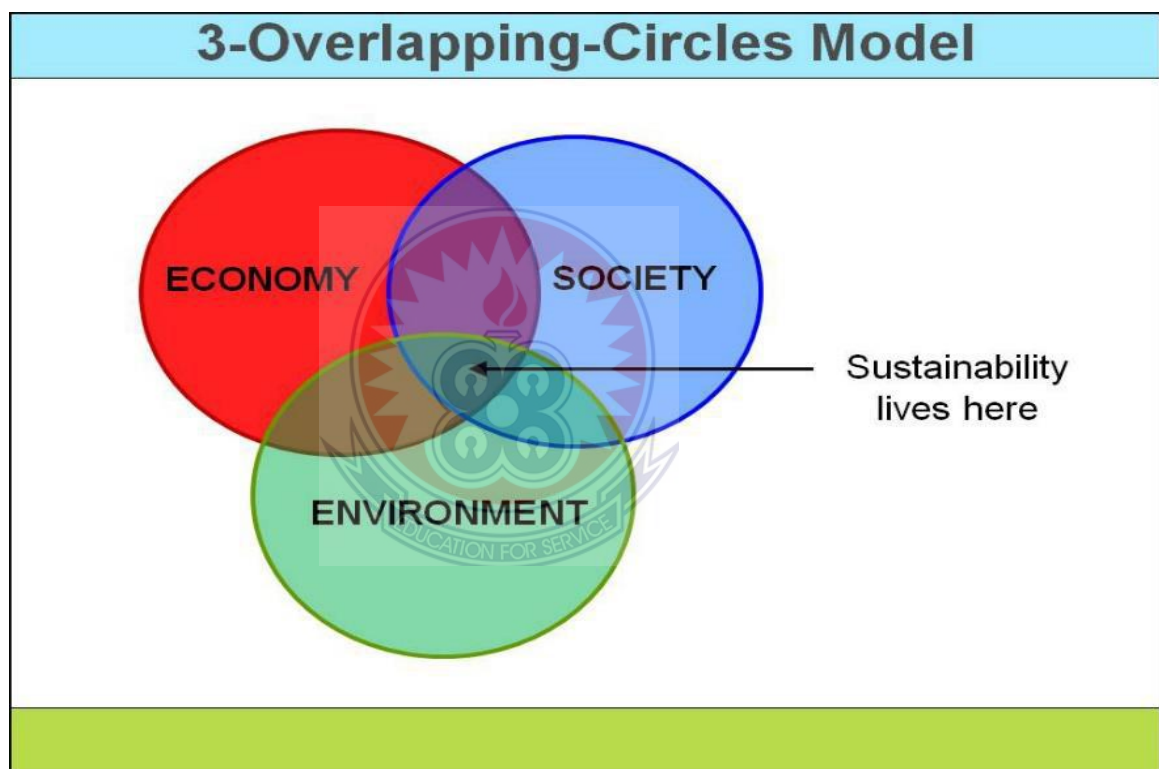 3-Overlapping-Circles Model
ECONOMY
SOCIETY
Sustainability
lives here
ENVIRONMENT
EDUCATION FOR SERVICE